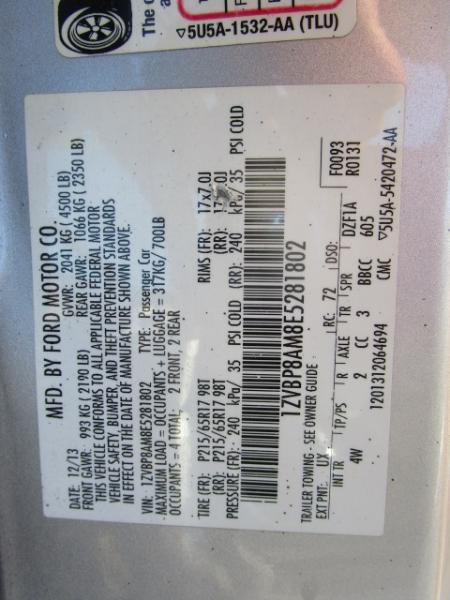 The c
a
▽5U5A-1532-AA (TLU)
MFD. BY FORD MOTOR CO.
DATE: 12/13 GVWR: 2041 KG ( 4500 LB)
FRONT GAWR: 993 KG ( 2190 LB) REAR GAWR: 1066 KG ( 2350 LB)
THIS VEHICLE CONFORMS TO ALL APPLICABLE FEDERAL MOTOR
VEHICLE SAFETY, BUMPER, AND THEFT PREVENTION STANDARDS
IN EFFECT ON THE DATE OF MANUFACTURE SHOWN ABOVE.
VIN: 1ZVBP8AM8E5281802 TYPE: Passenger Car
MAXIMUM LOAD = OCCUPANTS + LUGGAGE = 317KG/700LB
OCCUPANTS = 4 TOTAL: 2 FRONT, 2 REAR
TIRE (FR): P215/65R17 98T RIMS (FR): 17x7.0J
(RR): P215/65R17 98T (RR): 17x7.0J
PRESSURE(FR): 240 kPa/ 35 PSI COLD (RR): 240 kPa/ 35 PSI COLD
1ZVBP8AM8E5281802
TRAILER TOWING - SEE OWNER GUIDE F0093
EXT PNT: UX RC: 72 DSO: DZF1A R0131
INT TR TP/PS R AXLE TR SPR
4W 2 CC 3 BBCC 605
1201312064694 CMC ▽5U5A-5420472-AA